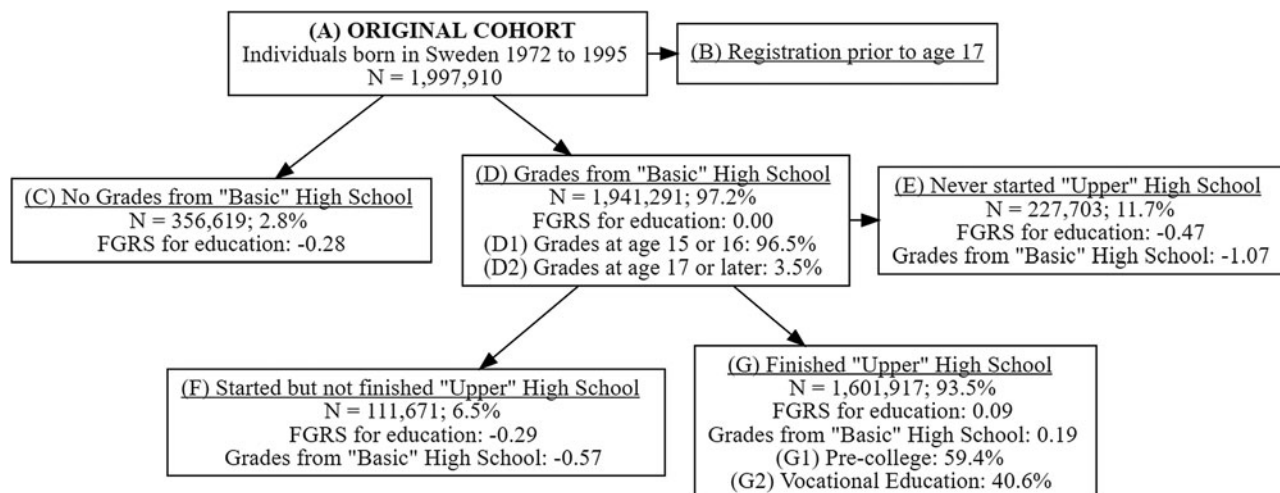 (A) ORIGINAL COHORT
Individuals born in Sweden 1972 to 1995
N = 1,997,910
(B) Registration prior to age 17
(C) No Grades from "Basic" High School
N = 356,619; 2.8%
FGRS for education: -0.28
(D) Grades from "Basic" High School
N = 1,941,291; 97.2%
FGRS for education: 0.00
(D1) Grades at age 15 or 16: 96.5%
(D2) Grades at age 17 or later: 3.5%
(E) Never started "Upper" High School
N = 227,703; 11.7%
FGRS for education: -0.47
Grades from "Basic" High School: -1.07
(F) Started but not finished "Upper" High School
N = 111,671; 6.5%
FGRS for education: -0.29
Grades from "Basic" High School: -0.57
(G) Finished "Upper" High School
N = 1,601,917; 93.5%
FGRS for education: 0.09
Grades from "Basic" High School: 0.19
(G1) Pre-college: 59.4%
(G2) Vocational Education: 40.6%